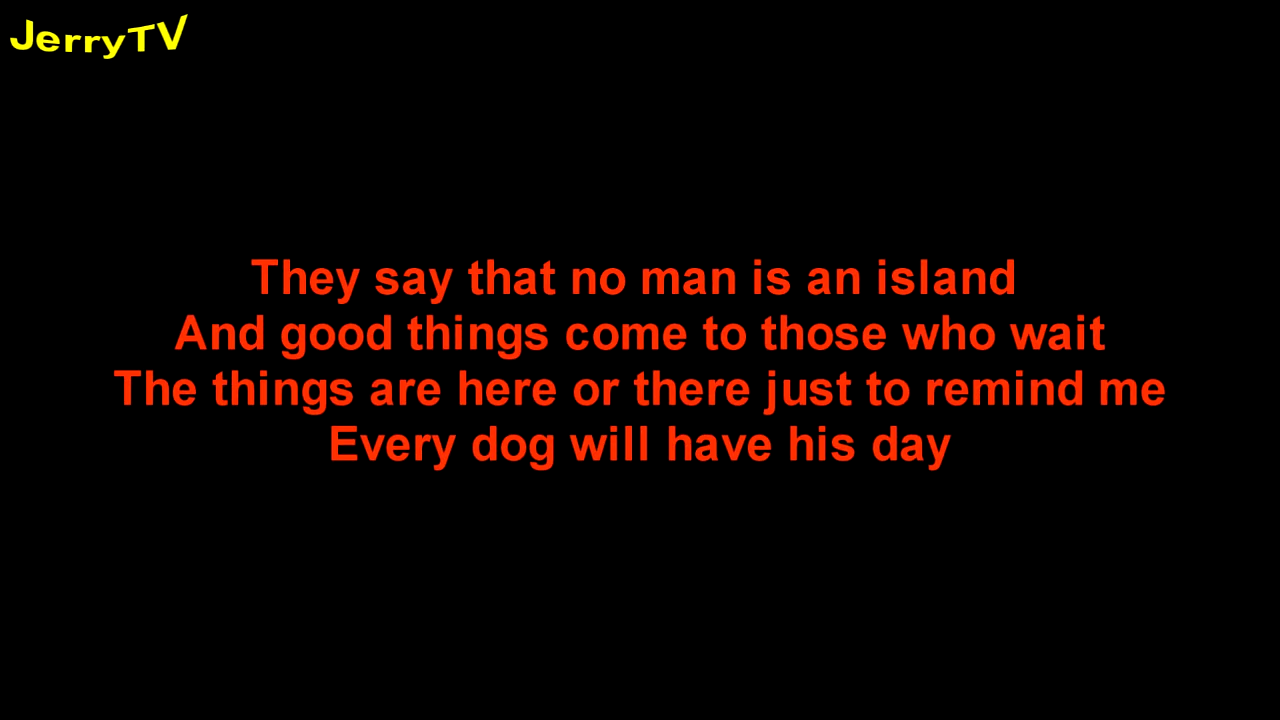 JerryTV
They say that no man is an island
And good things come to those who wait
The things are here or there just to remind me
Every dog will have his day